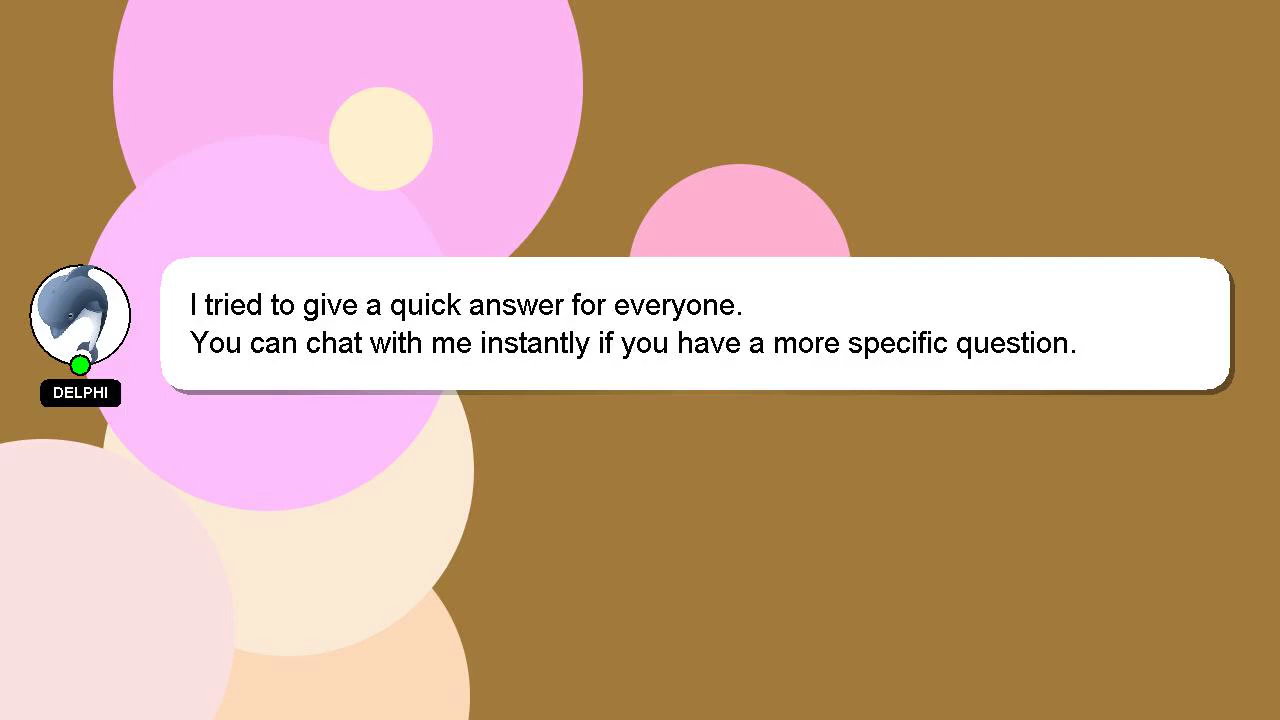 I tried to give a quick answer for everyone.
You can chat with me instantly if you have a more specific question.
DELPHI